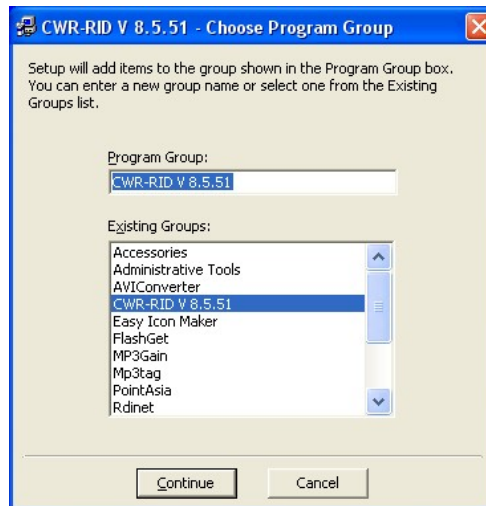 CWR-RID V 8.5.51 - Choose Program Group
Setup will add items to the group shown in the Program Group box.
You can enter a new group name or select one from the Existing
Groups list.
Program Group:
CWR-RID V 8.5.51
Existing Groups:
Accessories
Administrative Tools
AVIConverter
CWR-RID V 8.5.51
Easy Icon Maker
FlashGet
MP3Gain
Mp3tag
PointAsia
Rdinet
Continue
Cancel